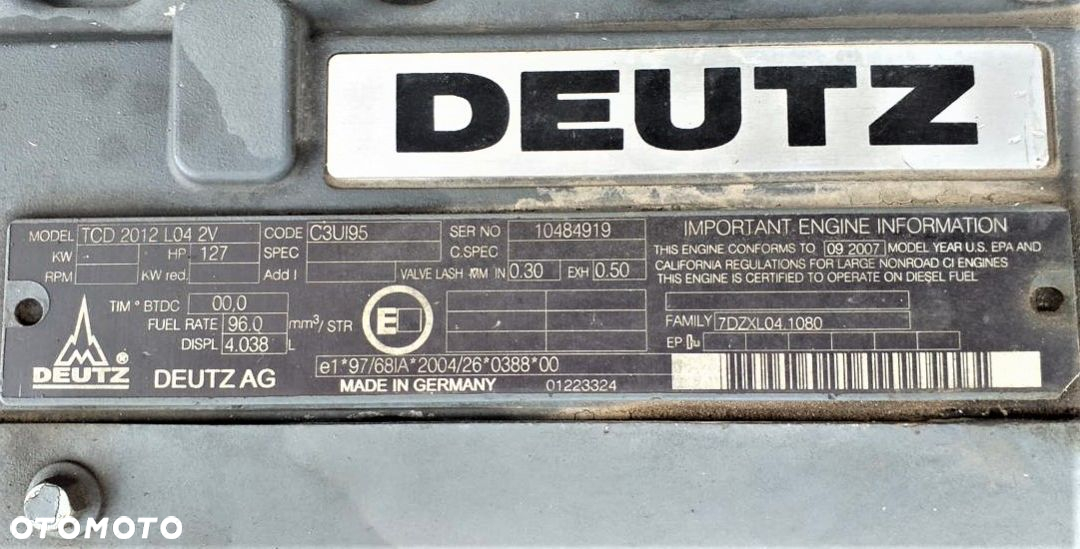 DEUTZ
MODEL TCD 2012 L04 2V CODE C3UI95 SER NO 10484919
KW HP 127 SPEC C.SPEC
RPM KW red. Add I VALVE LASH MM IN 0.30 EXH 0.50
TIM ° BTDC 00,0
FUEL RATE 96.0 mm³/STR
DISPL 4.038 L
E
e1*97/68IA*2004/26*0388*00
DEUTZ ® DEUTZ AG MADE IN GERMANY 01223324
IMPORTANT ENGINE INFORMATION
THIS ENGINE CONFORMS TO 09 2007 MODEL YEAR U.S. EPA AND
CALIFORNIA REGULATIONS FOR LARGE NONROAD CI ENGINES
THIS ENGINE IS CERTIFIED TO OPERATE ON DIESEL FUEL
FAMILY 7DZXL04.1080
EP
OTOMOTO